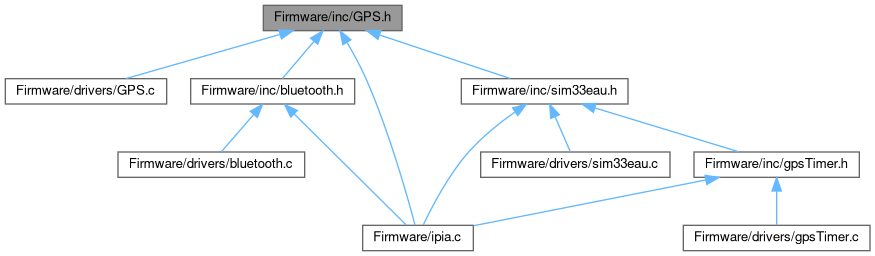 Firmware/inc/GPS.h
Firmware/drivers/GPS.c
Firmware/inc/bluetooth.h
Firmware/inc/sim33eau.h
Firmware/drivers/bluetooth.c
Firmware/drivers/sim33eau.c
Firmware/inc/gpsTimer.h
Firmware/ipia.c
Firmware/drivers/gpsTimer.c